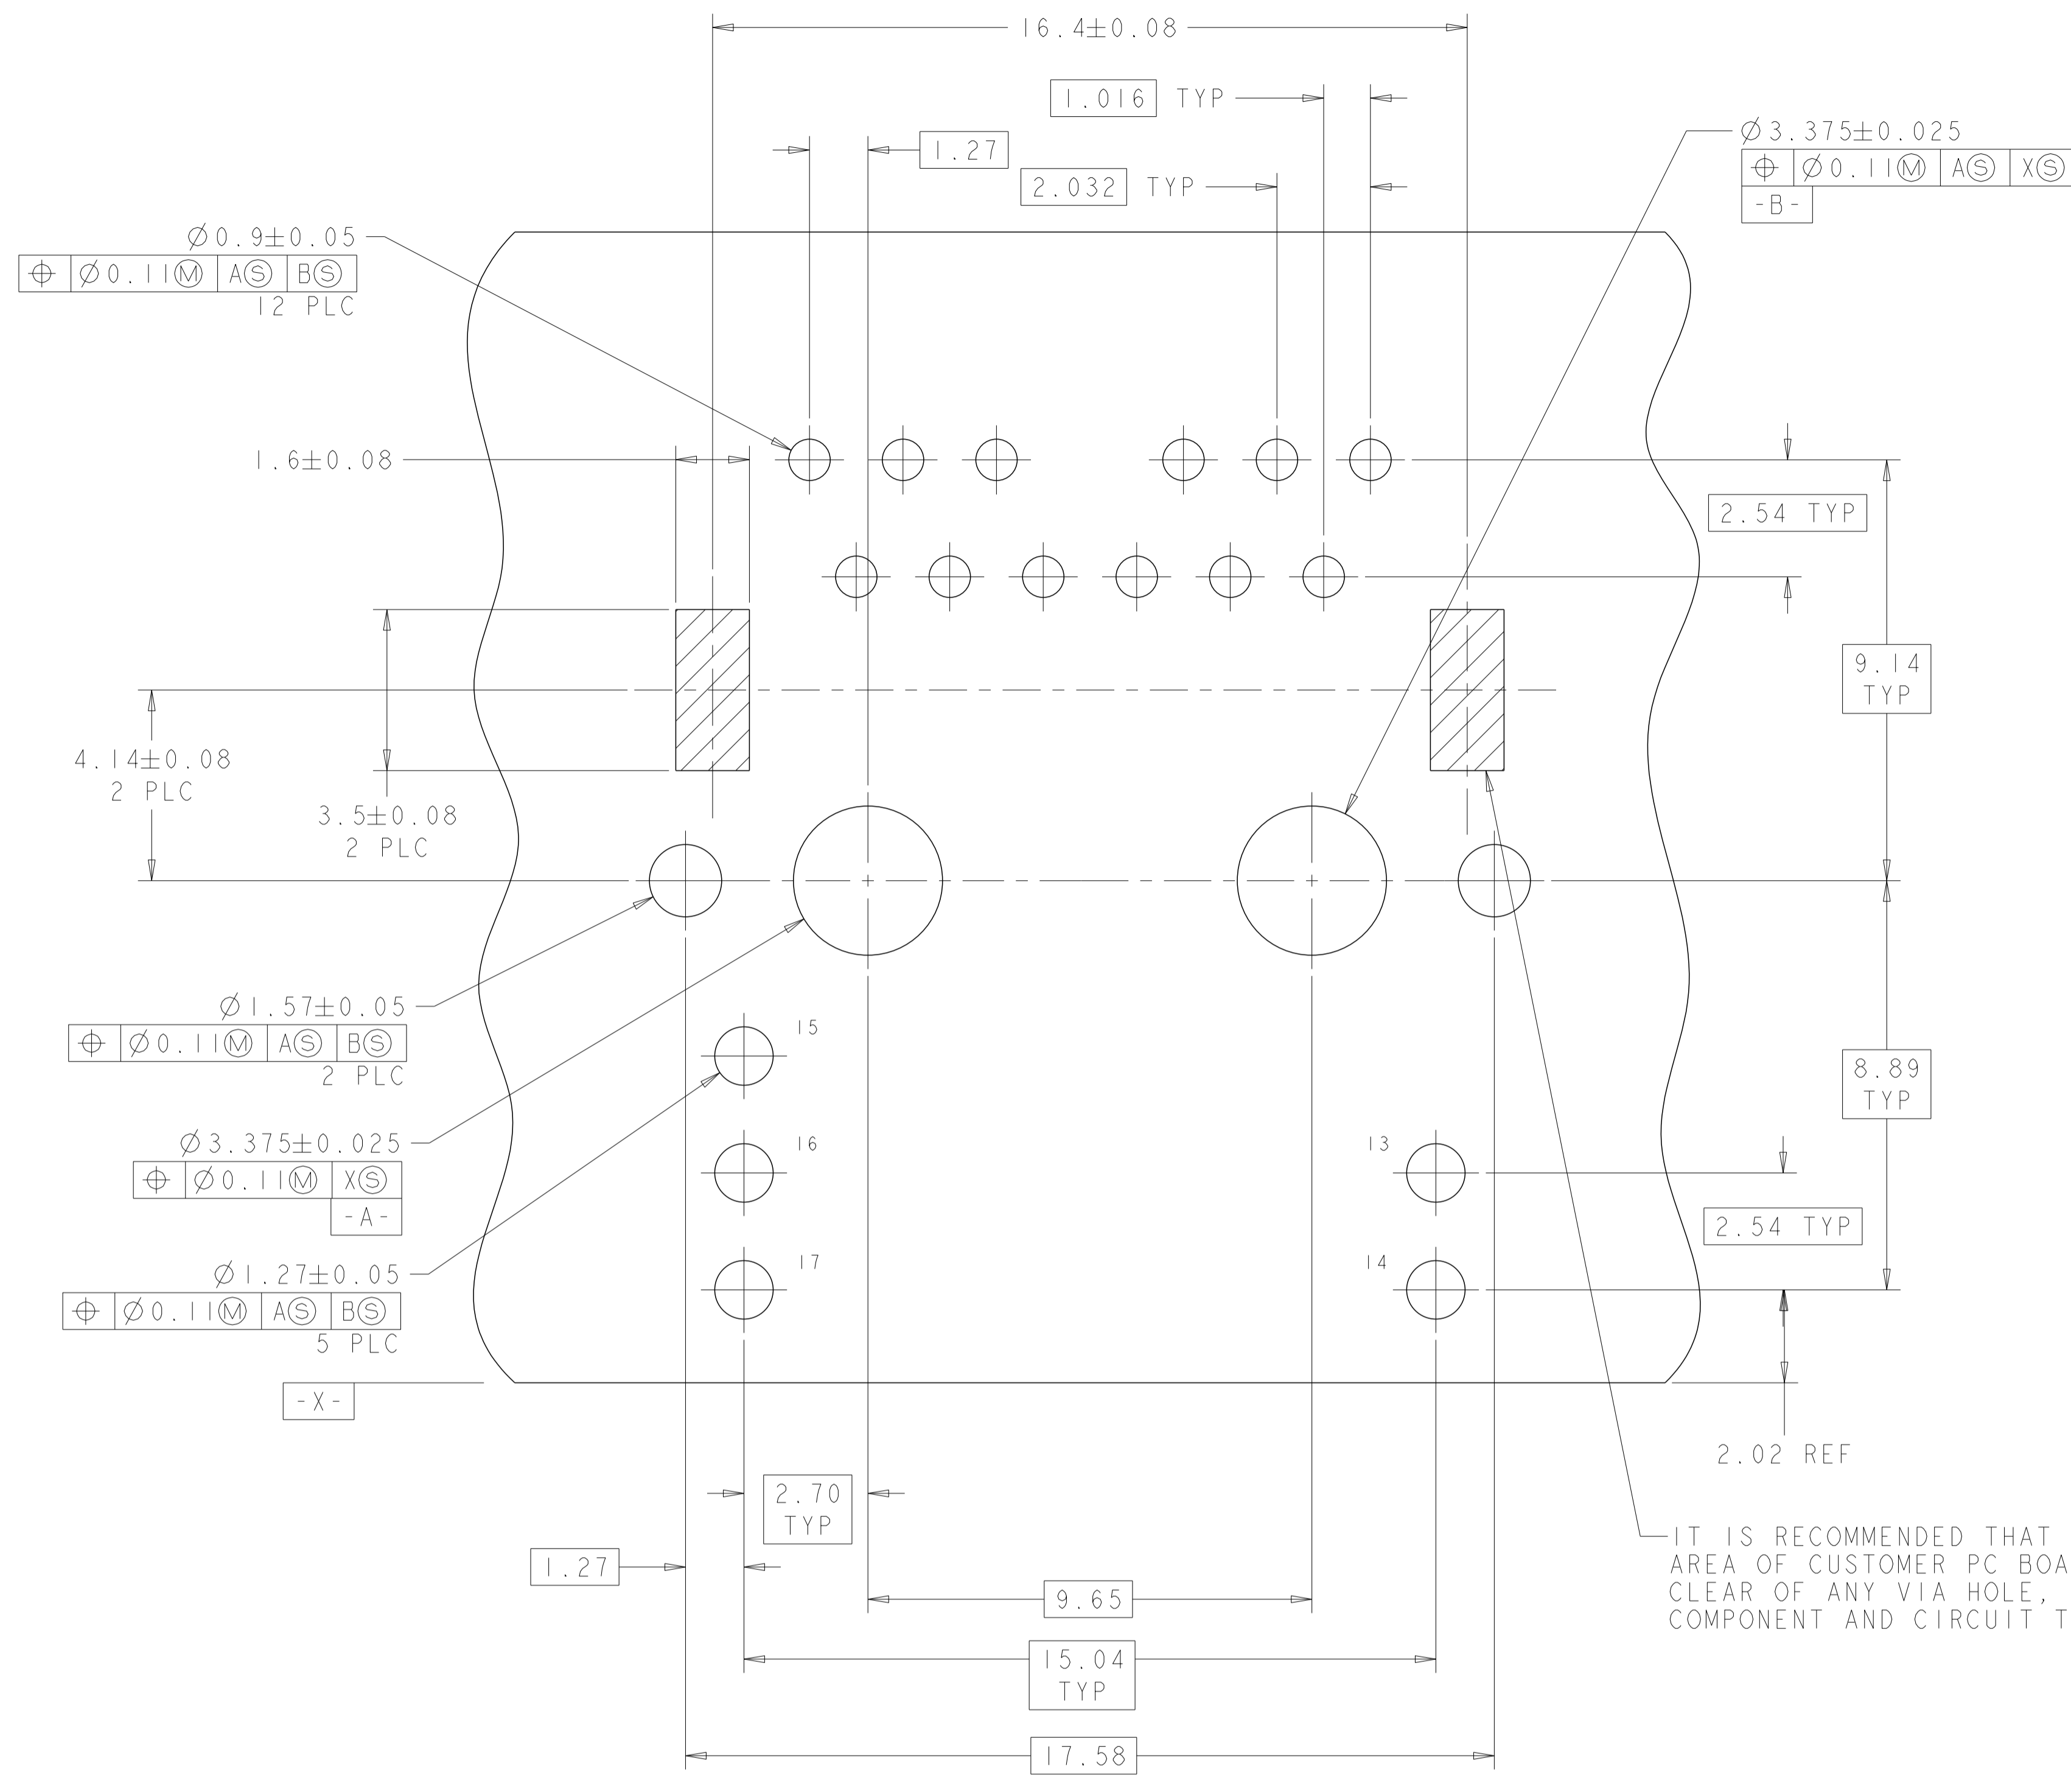 16.4±0.08
1.016 TYP
1.27
2.032 TYP
Ø3.375±0.025
⌖ Ø0.11Ⓜ AⓈ XⓈ
-B-
Ø0.9±0.05
⌖ Ø0.11Ⓜ AⓈ BⓈ
12 PLC
1.6±0.08
2.54 TYP
9.14
TYP
4.14±0.08
2 PLC
3.5±0.08
2 PLC
Ø1.57±0.05
⌖ Ø0.11Ⓜ AⓈ BⓈ
2 PLC
15
8.89
TYP
Ø3.375±0.025
⌖ Ø0.11Ⓜ XⓈ
-A-
16
13
2.54 TYP
Ø1.27±0.05
⌖ Ø0.11Ⓜ AⓈ BⓈ
5 PLC
17
14
-X-
2.02 REF
2.70
TYP
1.27
IT IS RECOMMENDED THAT
AREA OF CUSTOMER PC BOA
CLEAR OF ANY VIA HOLE,
COMPONENT AND CIRCUIT T
9.65
15.04
TYP
17.58